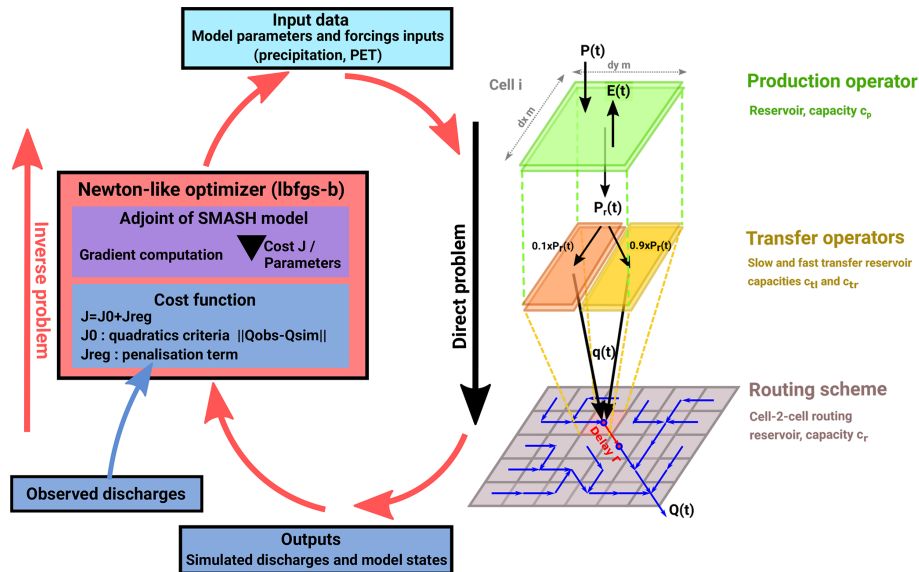 Input data
Model parameters and forcings inputs
(precipitation, PET)
Inverse problem
Newton-like optimizer (lbfgs-b)
Adjoint of SMASH model
Gradient computation
Cost J /
Parameters
Cost function
J=J0+Jreg
J0 : quadratics criteria ||Qobs-Qsim||
Jreg : penalisation term
Observed discharges
Outputs
Simulated discharges and model states
Direct problem
Cell i
P(t)
dy m
dx m
E(t)
Pr(t)
0.1xPr(t)
0.9xPr(t)
q(t)
Delay τ
Q(t)
Production operator
Reservoir, capacity cp
Transfer operators
Slow and fast transfer reservoir
capacities ctl and ctr
Routing scheme
Cell-2-cell routing
reservoir, capacity cr